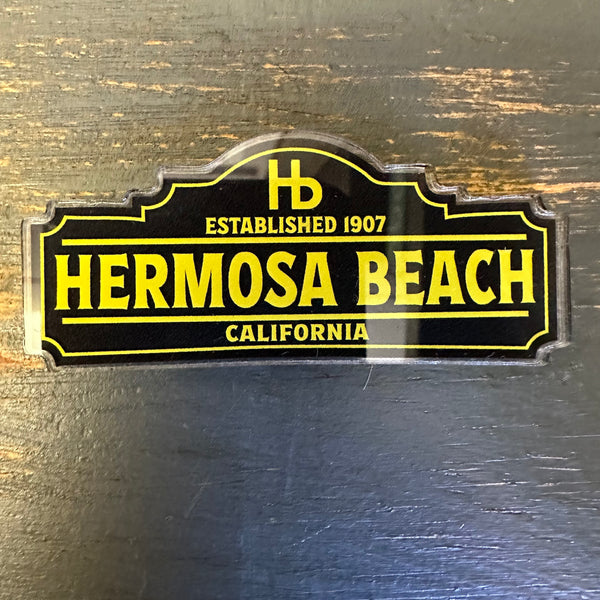 Hb
ESTABLISHED 1907
HERMOSA BEACH
CALIFORNIA